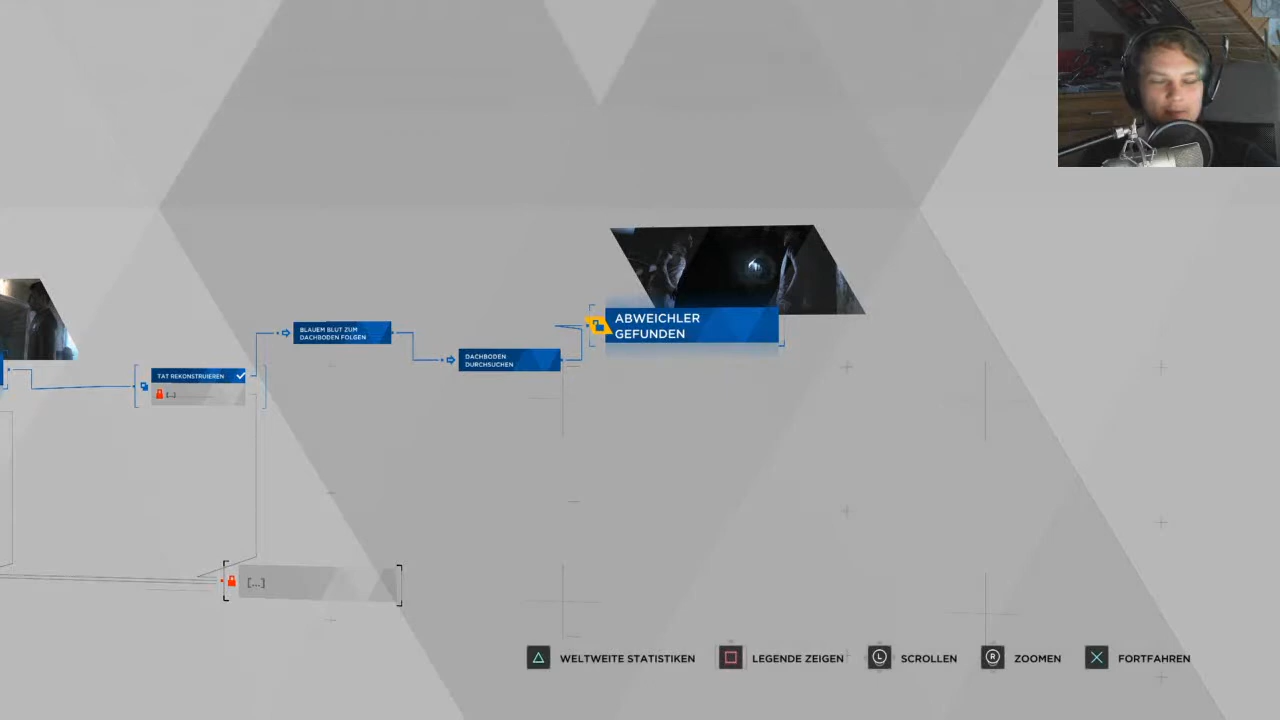 BLAUEM BLUT ZUM
DACHBODEN FOLGEN
ABWEICHLER
GEFUNDEN
DACHBODEN
DURCHSUCHEN
TAT REKONSTRUIEREN
[...]
[...]
WELTWEITE STATISTIKEN
LEGENDE ZEIGEN
L
SCROLLEN
R
ZOOMEN
FORTFAHREN